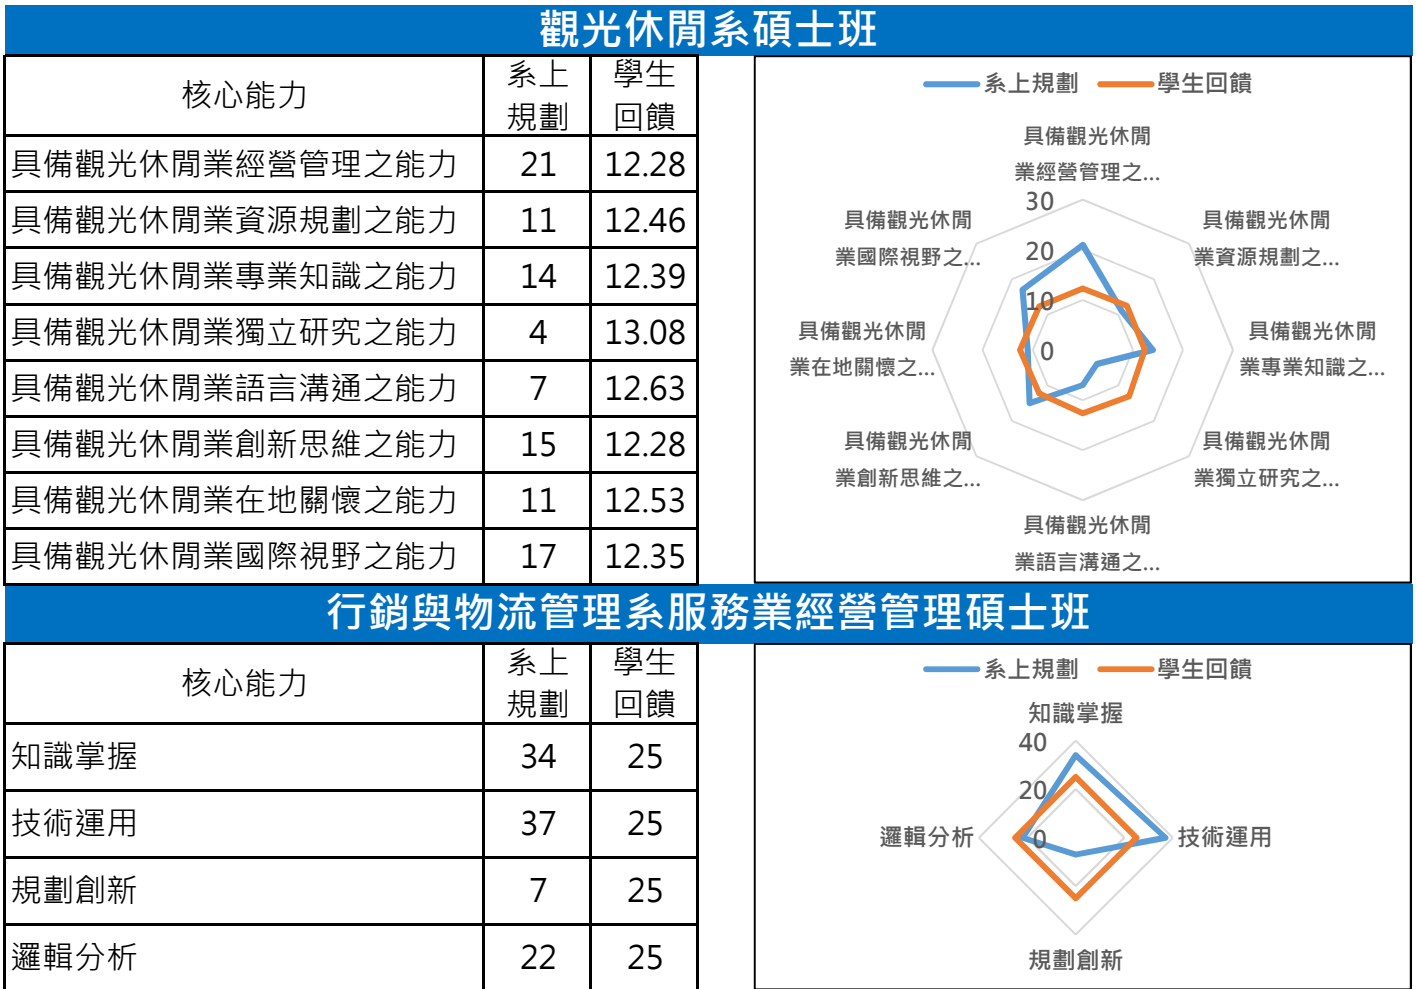 觀光休閒系碩士班
核心能力
系上
規劃
學生
回饋
具備觀光休閒業經營管理之能力 21 12.28
具備觀光休閒業資源規劃之能力 11 12.46
具備觀光休閒業專業知識之能力 14 12.39
具備觀光休閒業獨立研究之能力 4 13.08
具備觀光休閒業語言溝通之能力 7 12.63
具備觀光休閒業創新思維之能力 15 12.28
具備觀光休閒業在地關懷之能力 11 12.53
具備觀光休閒業國際視野之能力 17 12.35
系上規劃 學生回饋
具備觀光休閒
業經營管理之...
具備觀光休閒
業資源規劃之...
具備觀光休閒
業專業知識之...
具備觀光休閒
業獨立研究之...
具備觀光休閒
業語言溝通之...
具備觀光休閒
業創新思維之...
具備觀光休閒
業在地關懷之...
具備觀光休閒
業國際視野之...
30
20
10
0
行銷與物流管理系服務業經營管理碩士班
核心能力
系上
規劃
學生
回饋
知識掌握 34 25
技術運用 37 25
規劃創新 7 25
邏輯分析 22 25
系上規劃 學生回饋
知識掌握
技術運用
規劃創新
邏輯分析
40
20
0